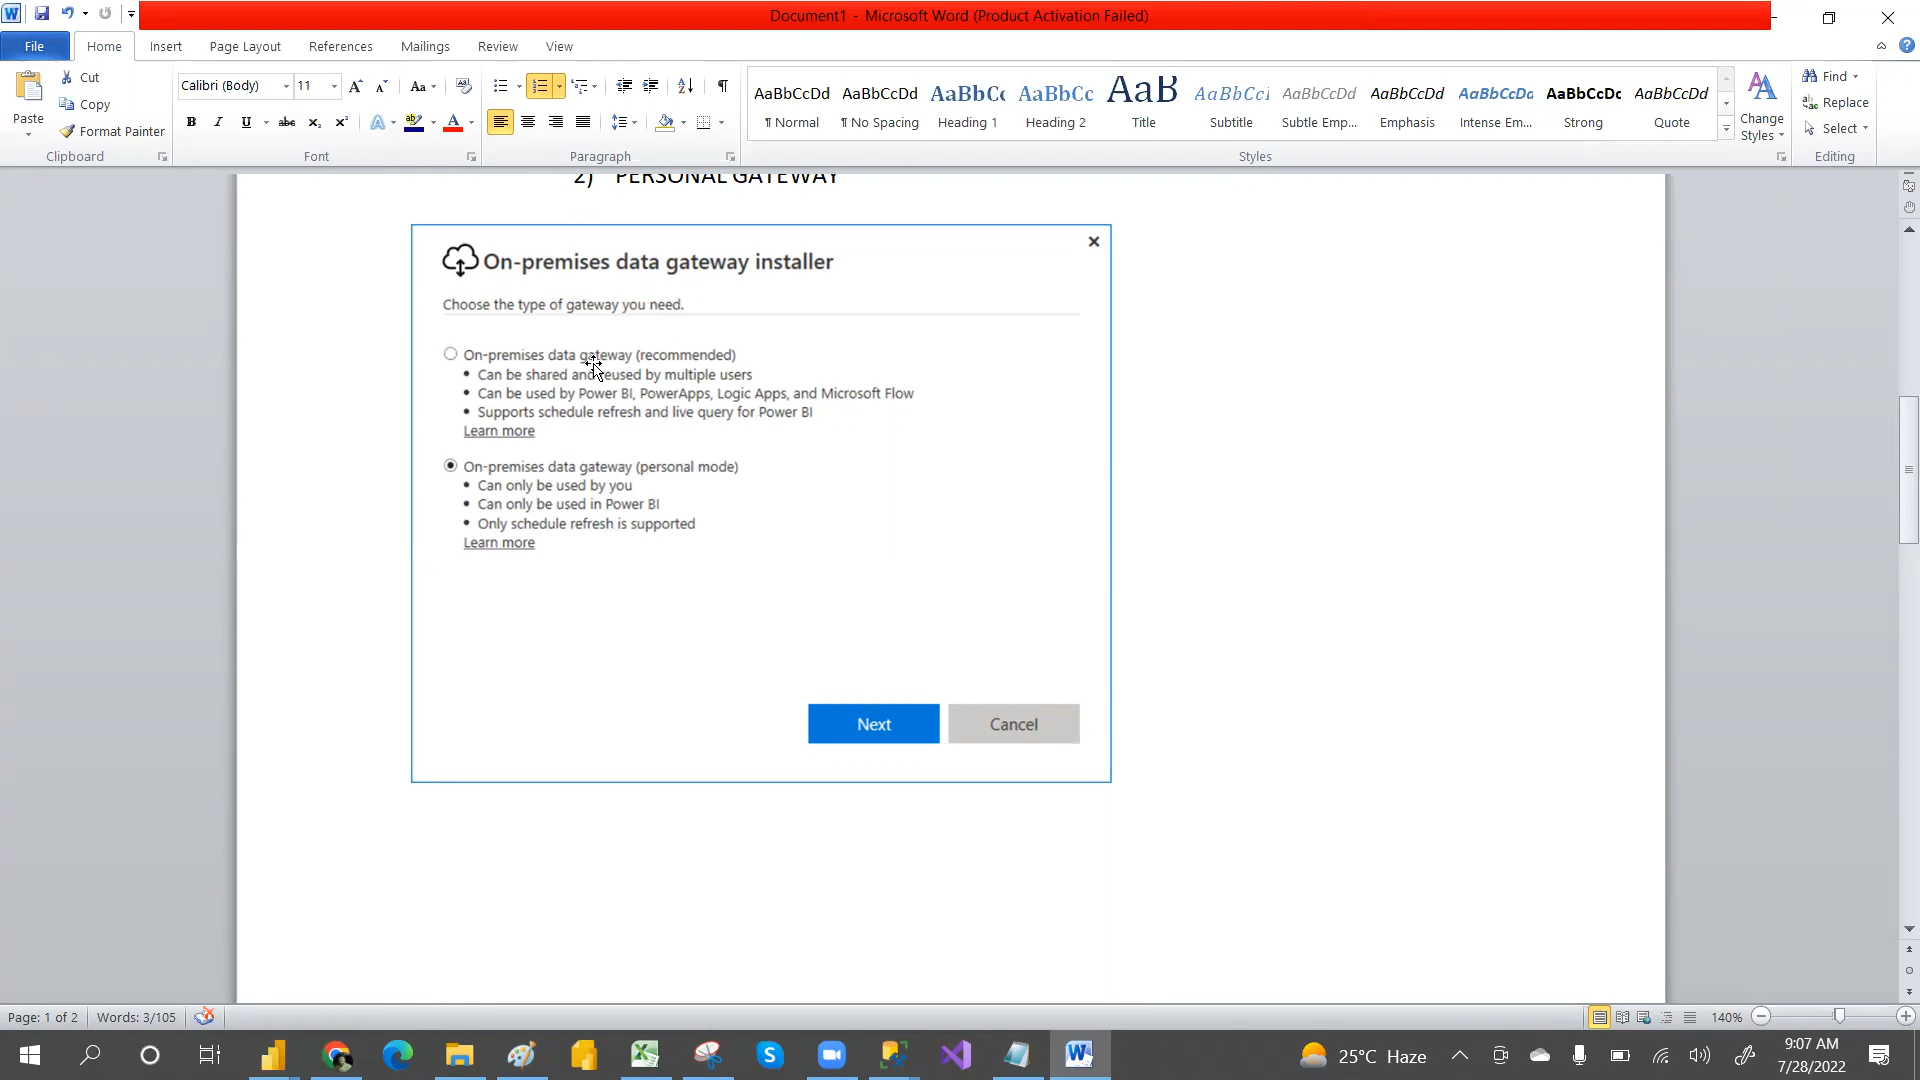 Document1 - Microsoft Word (Product Activation Failed)
File Home Insert Page Layout References Mailings Review View
Cut
Copy
Format Painter
Paste
Clipboard
Calibri (Body) 11
Font
Paragraph
AaBbCcDd AaBbCcDd AaBbCc AaBbCc AaB AaBbCcI AaBbCcDd AaBbCcDd AaBbCcDd AaBbCcDc AaBbCcDd
¶ Normal ¶ No Spacing Heading 1 Heading 2 Title Subtitle Subtle Emp... Emphasis Intense Em... Strong Quote
Styles
Change Styles
Find
Replace
Select
Editing
2) PERSONAL GATEWAY
On-premises data gateway installer
Choose the type of gateway you need.
On-premises data gateway (recommended)
• Can be shared and reused by multiple users
• Can be used by Power BI, PowerApps, Logic Apps, and Microsoft Flow
• Supports schedule refresh and live query for Power BI
Learn more
On-premises data gateway (personal mode)
• Can only be used by you
• Can only be used in Power BI
• Only schedule refresh is supported
Learn more
Next Cancel
Page: 1 of 2 Words: 3/105 140%
25°C Haze
9:07 AM
7/28/2022